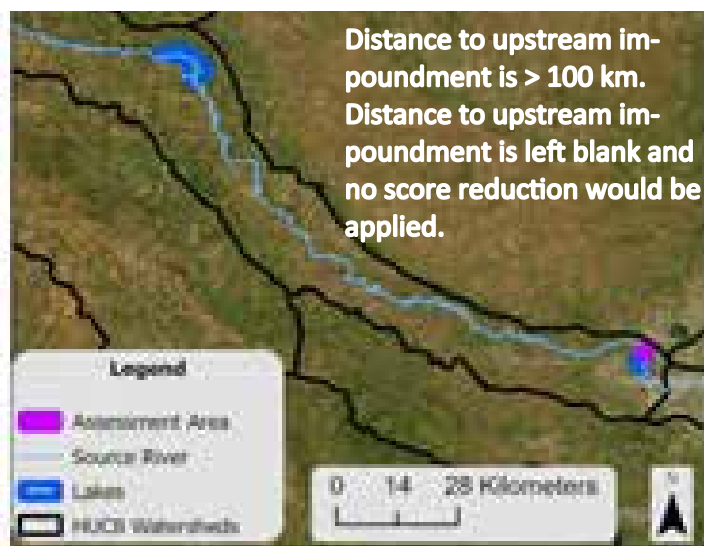 Distance to upstream im-
poundment is > 100 km.
Distance to upstream im-
poundment is left blank and
no score reduction would be
applied.
Legend
Assessment Area
Source River
Lakes
HUC8 Watersheds
0 14 28 Kilometers
N